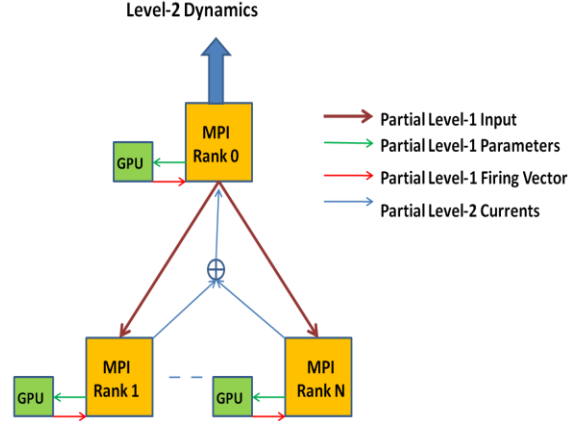 Level-2 Dynamics
MPI
Rank 0
GPU
Partial Level-1 Input
Partial Level-1 Parameters
Partial Level-1 Firing Vector
Partial Level-2 Currents
MPI
Rank 1
GPU
MPI
Rank N
GPU